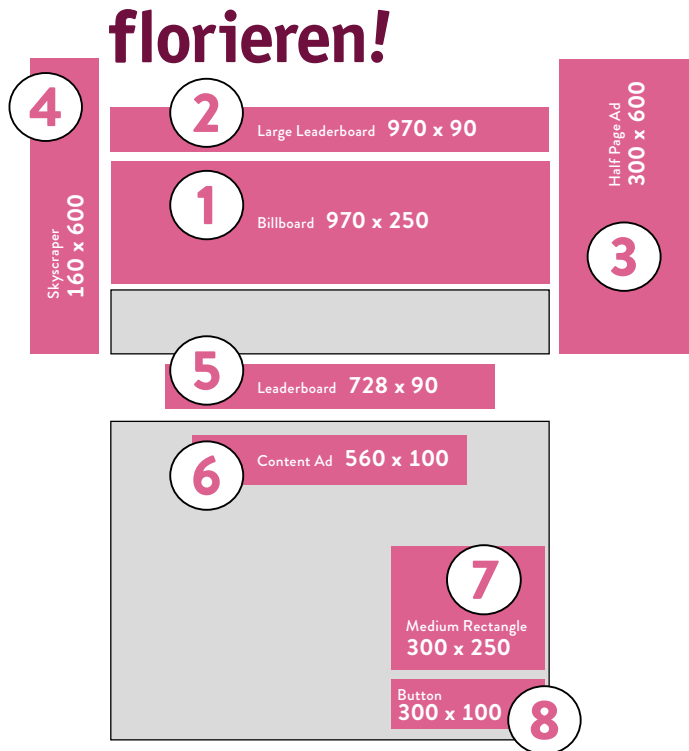 florieren!
4
Skyscraper
160 x 600
2
Large Leaderboard 970 x 90
1
Billboard 970 x 250
Half Page Ad
300 x 600
3
5
Leaderboard 728 x 90
6
Content Ad 560 x 100
7
Medium Rectangle
300 x 250
Button
300 x 100
8